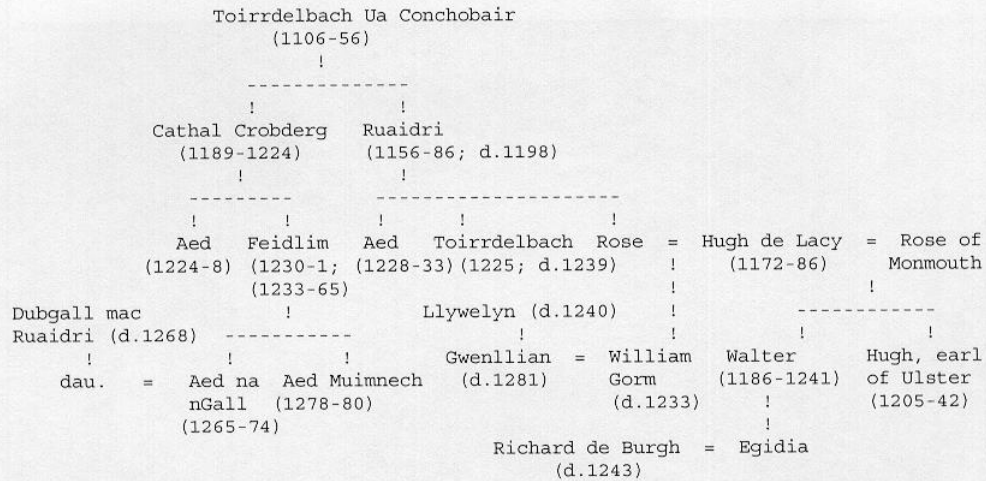 Toirrdelbach Ua Conchobair
(1106-56)
!
--------------
! !
Cathal Crobderg Ruaidri
(1189-1224) (1156-86; d.1198)
! !
--------- ---------------------
! ! ! ! !
Aed Feidlim Aed Toirrdelbach Rose = Hugh de Lacy = Rose of
(1224-8) (1230-1; (1228-33) (1225; d.1239) ! (1172-86) Monmouth
(1233-65) ! !
Dubgall mac ! Llywelyn (d.1240) ! ------------
Ruaidri (d.1268) ----------- ! ! ! !
! ! ! Gwenllian = William Walter Hugh, earl
dau. = Aed na Aed Muimnech (d.1281) Gorm (1186-1241) of Ulster
nGall (1278-80) (d.1233) ! (1205-42)
(1265-74) !
Richard de Burgh = Egidia
(d.1243)